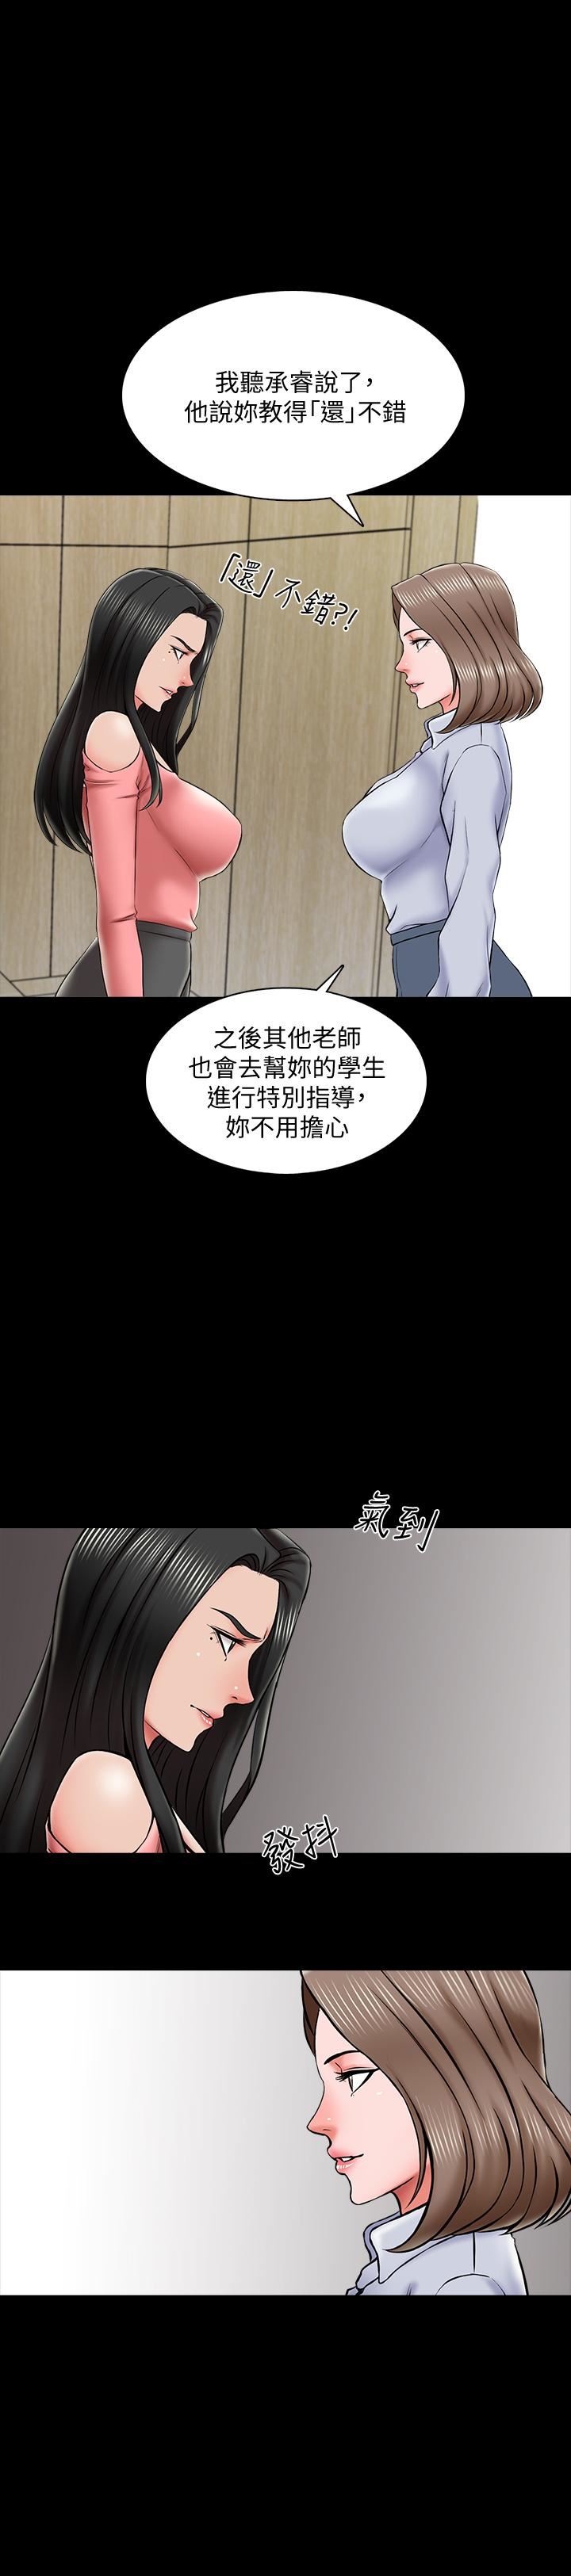 我聽承睿說了,
他說妳教得「還」不錯
「還」不錯?!
之後其他老師
也會去幫妳的學生
進行特別指導,
妳不用擔心
氣到
發抖